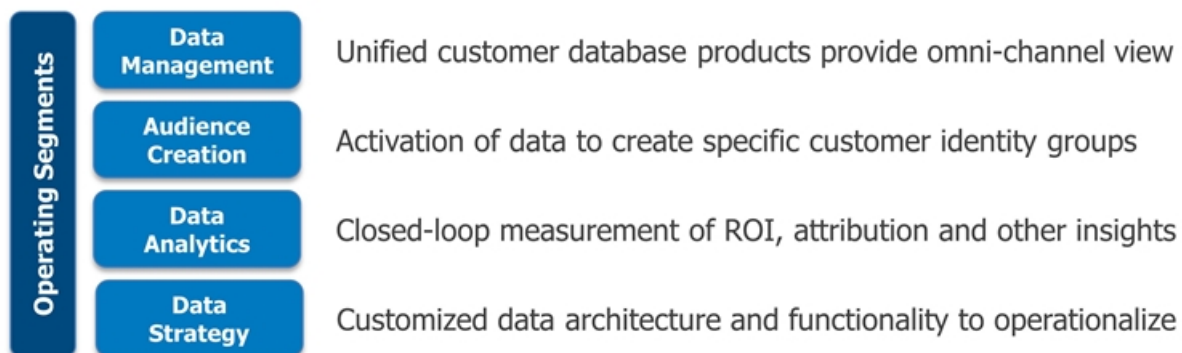 Operating Segments
Data
Management
Unified customer database products provide omni-channel view
Audience
Creation
Activation of data to create specific customer identity groups
Data
Analytics
Closed-loop measurement of ROI, attribution and other insights
Data
Strategy
Customized data architecture and functionality to operationalize